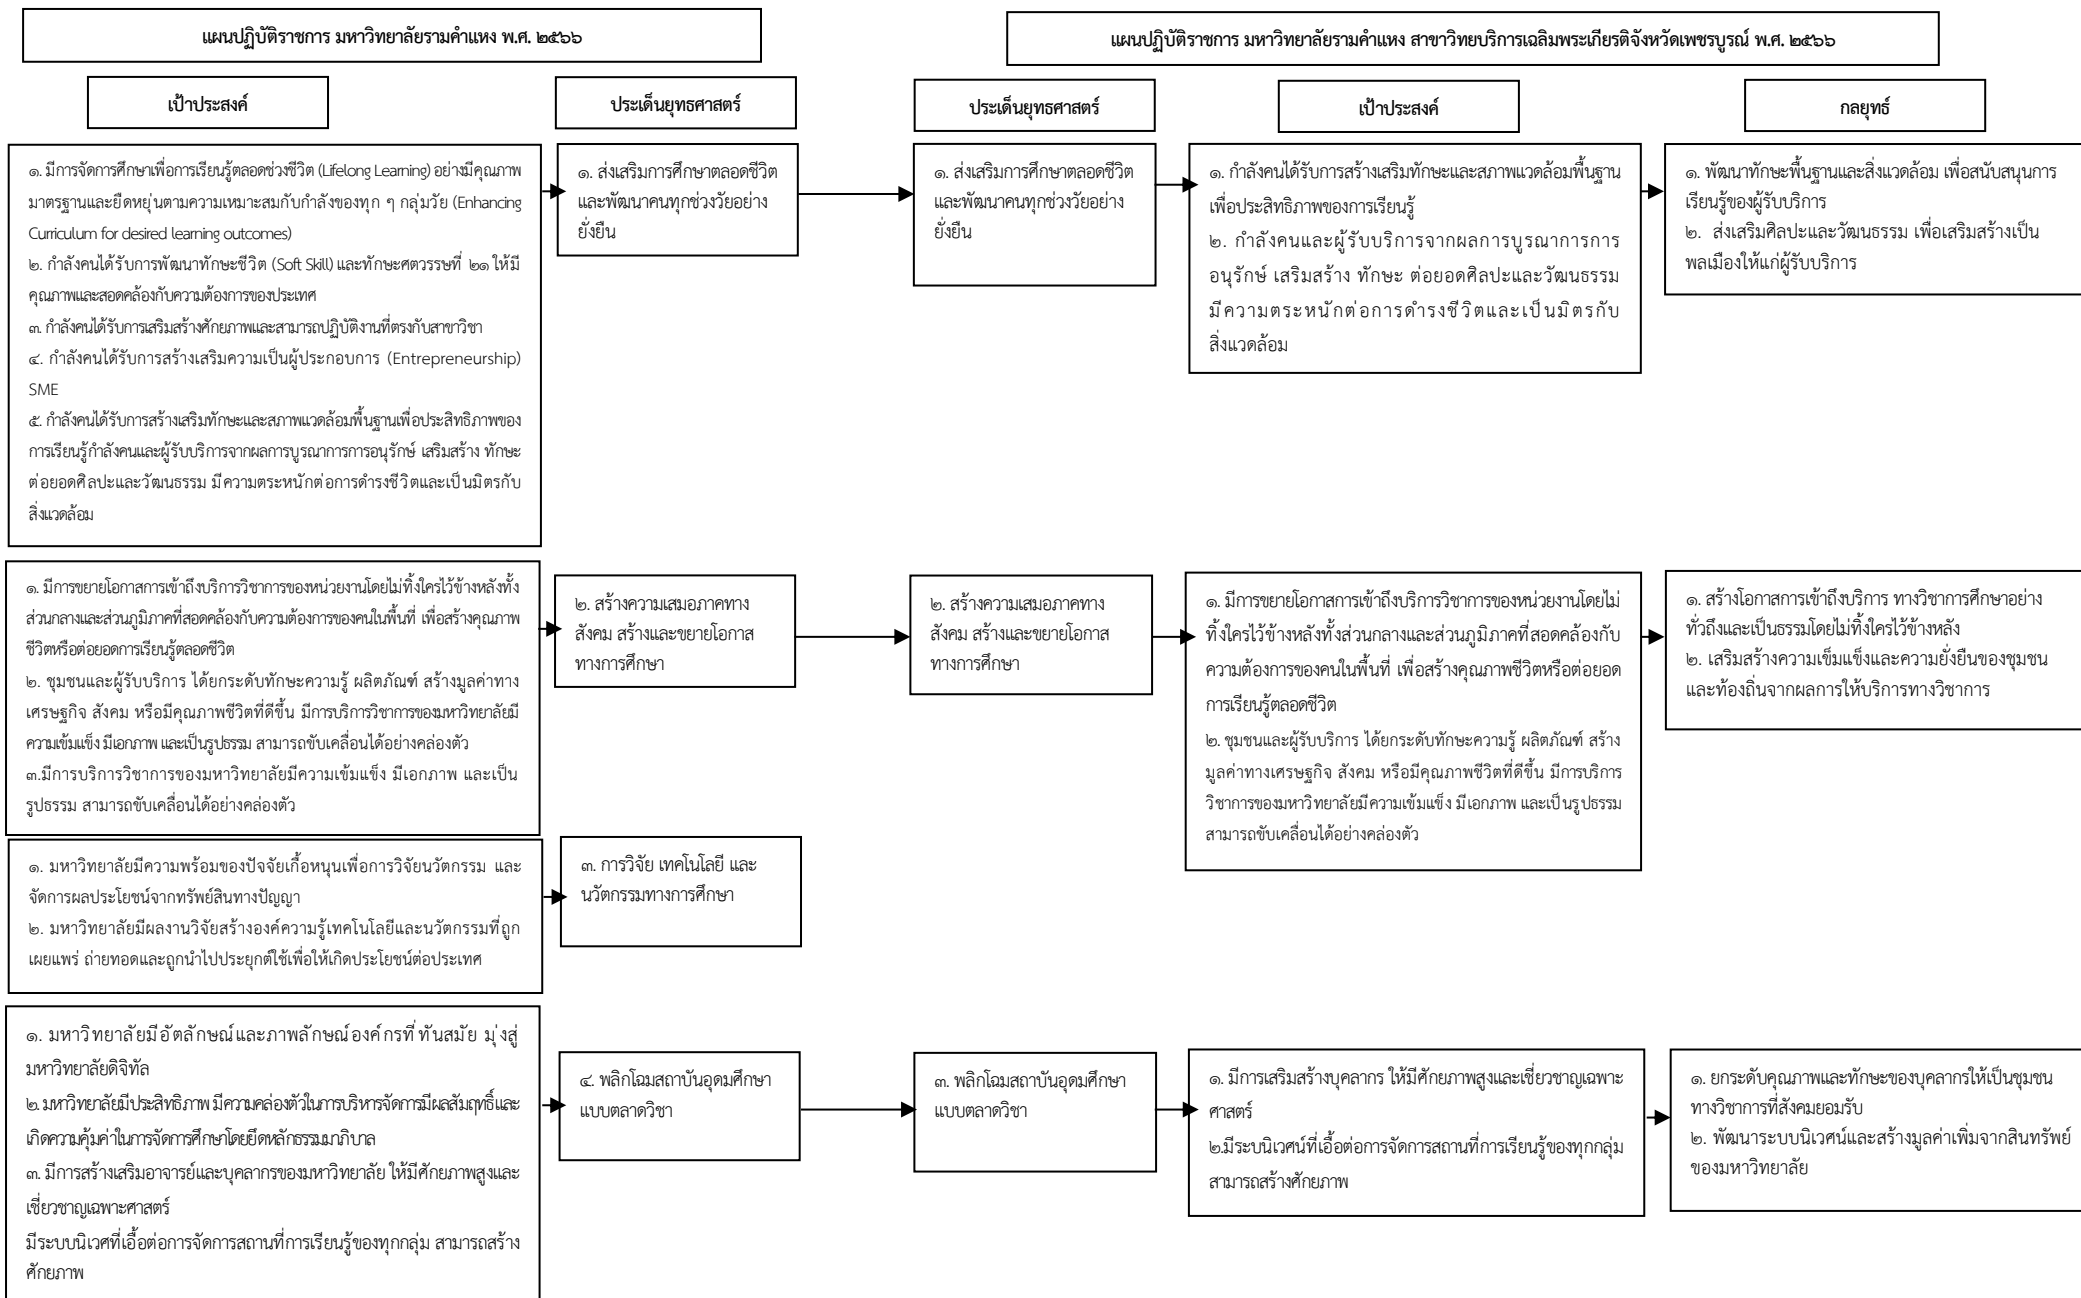 แผนปฏิบัติราชการ มหาวิทยาลัยรามคำแหง พ.ศ. ๒๕๖๖
แผนปฏิบัติราชการ มหาวิทยาลัยรามคำแหง สาขาวิทยบริการเฉลิมพระเกียรติจังหวัดเพชรบูรณ์ พ.ศ. ๒๕๖๖
เป้าประสงค์
ประเด็นยุทธศาสตร์
ประเด็นยุทธศาสตร์
เป้าประสงค์
กลยุทธ์
๑. มีการจัดการศึกษาเพื่อการเรียนรู้ตลอดช่วงชีวิต (Lifelong Learning) อย่างมีคุณภาพ
มาตรฐานและยืดหยุ่นตามความเหมาะสมกับกำลังของทุก ๆ กลุ่มวัย (Enhancing
Curriculum for desired learning outcomes)
๒. กำลังคนได้รับการพัฒนาทักษะชีวิต (Soft Skill) และทักษะศตวรรษที่ ๒๑ ให้มี
คุณภาพและสอดคล้องกับความต้องการของประเทศ
๓. กำลังคนได้รับการเสริมสร้างศักยภาพและสามารถปฏิบัติงานที่ตรงกับสาขาวิชา
๔. กำลังคนได้รับการสร้างเสริมความเป็นผู้ประกอบการ (Entrepreneurship)
SME
๕. กำลังคนได้รับการสร้างเสริมทักษะและสภาพแวดล้อมพื้นฐานเพื่อประสิทธิภาพของ
การเรียนรู้กำลังคนและผู้รับบริการจากผลการบูรณาการการอนุรักษ์ เสริมสร้าง ทักษะ
ต่อยอดศิลปะและวัฒนธรรม มีความตระหนักต่อการดำรงชีวิตและเป็นมิตรกับ
สิ่งแวดล้อม
๑. ส่งเสริมการศึกษาตลอดชีวิต
และพัฒนาคนทุกช่วงวัยอย่าง
ยั่งยืน
๑. ส่งเสริมการศึกษาตลอดชีวิต
และพัฒนาคนทุกช่วงวัยอย่าง
ยั่งยืน
๑. กำลังคนได้รับการสร้างเสริมทักษะและสภาพแวดล้อมพื้นฐาน
เพื่อประสิทธิภาพของการเรียนรู้
๒. กำลังคนและผู้รับบริการจากผลการบูรณาการการ
อนุรักษ์ เสริมสร้าง ทักษะ ต่อยอดศิลปะและวัฒนธรรม
มีความตระหนักต่อการดำรงชีวิตและเป็นมิตรกับ
สิ่งแวดล้อม
๑. พัฒนาทักษะพื้นฐานและสิ่งแวดล้อม เพื่อสนับสนุนการ
เรียนรู้ของผู้รับบริการ
๒. ส่งเสริมศิลปะและวัฒนธรรม เพื่อเสริมสร้างเป็น
พลเมืองให้แก่ผู้รับบริการ
๑. มีการขยายโอกาสการเข้าถึงบริการวิชาการของหน่วยงานโดยไม่ทิ้งใครไว้ข้างหลังทั้ง
ส่วนกลางและส่วนภูมิภาคที่สอดคล้องกับความต้องการของคนในพื้นที่ เพื่อสร้างคุณภาพ
ชีวิตหรือต่อยอดการเรียนรู้ตลอดชีวิต
๒. ชุมชนและผู้รับบริการ ได้ยกระดับทักษะความรู้ ผลิตภัณฑ์ สร้างมูลค่าทาง
เศรษฐกิจ สังคม หรือมีคุณภาพชีวิตที่ดีขึ้น มีการบริการวิชาการของมหาวิทยาลัยมี
ความเข้มแข็ง มีเอกภาพ และเป็นรูปธรรม สามารถขับเคลื่อนได้อย่างคล่องตัว
๓.มีการบริการวิชาการของมหาวิทยาลัยมีความเข้มแข็ง มีเอกภาพ และเป็น
รูปธรรม สามารถขับเคลื่อนได้อย่างคล่องตัว
๒. สร้างความเสมอภาคทาง
สังคม สร้างและขยายโอกาส
ทางการศึกษา
๒. สร้างความเสมอภาคทาง
สังคม สร้างและขยายโอกาส
ทางการศึกษา
๑. มีการขยายโอกาสการเข้าถึงบริการวิชาการของหน่วยงานโดยไม่
ทิ้งใครไว้ข้างหลังทั้งส่วนกลางและส่วนภูมิภาคที่สอดคล้องกับ
ความต้องการของคนในพื้นที่ เพื่อสร้างคุณภาพชีวิตหรือต่อยอด
การเรียนรู้ตลอดชีวิต
๒. ชุมชนและผู้รับบริการ ได้ยกระดับทักษะความรู้ ผลิตภัณฑ์ สร้าง
มูลค่าทางเศรษฐกิจ สังคม หรือมีคุณภาพชีวิตที่ดีขึ้น มีการบริการ
วิชาการของมหาวิทยาลัยมีความเข้มแข็ง มีเอกภาพ และเป็นรูปธรรม
สามารถขับเคลื่อนได้อย่างคล่องตัว
๑. สร้างโอกาสการเข้าถึงบริการ ทางวิชาการศึกษาอย่าง
ทั่วถึงและเป็นธรรมโดยไม่ทิ้งใครไว้ข้างหลัง
๒. เสริมสร้างความเข็มแข็งและความยั่งยืนของชุมชน
และท้องถิ่นจากผลการให้บริการทางวิชาการ
๑. มหาวิทยาลัยมีความพร้อมของปัจจัยเกื้อหนุนเพื่อการวิจัยนวัตกรรม และ
จัดการผลประโยชน์จากทรัพย์สินทางปัญญา
๒. มหาวิทยาลัยมีผลงานวิจัยสร้างองค์ความรู้เทคโนโลยีและนวัตกรรมที่ถูก
เผยแพร่ ถ่ายทอดและถูกนำไปประยุกต์ใช้เพื่อให้เกิดประโยชน์ต่อประเทศ
๓. การวิจัย เทคโนโลยี และ
นวัตกรรมทางการศึกษา
๑. มหาวิทยาลัยมีอัตลักษณ์และภาพลักษณ์องค์กรที่ทันสมัย มุ่งสู่
มหาวิทยาลัยดิจิทัล
๒. มหาวิทยาลัยมีประสิทธิภาพ มีความคล่องตัวในการบริหารจัดการมีผลสัมฤทธิ์และ
เกิดความคุ้มค่าในการจัดการศึกษาโดยยึดหลักธรรมมาภิบาล
๓. มีการสร้างเสริมอาจารย์และบุคลากรของมหาวิทยาลัย ให้มีศักยภาพสูงและ
เชี่ยวชาญเฉพาะศาสตร์
มีระบบนิเวศที่เอื้อต่อการจัดการสถานที่การเรียนรู้ของทุกกลุ่ม สามารถสร้าง
ศักยภาพ
๔. พลิกโฉมสถาบันอุดมศึกษา
แบบตลาดวิชา
๓. พลิกโฉมสถาบันอุดมศึกษา
แบบตลาดวิชา
๑. มีการเสริมสร้างบุคลากร ให้มีศักยภาพสูงและเชี่ยวชาญเฉพาะ
ศาสตร์
๒.มีระบบนิเวศน์ที่เอื้อต่อการจัดการสถานที่การเรียนรู้ของทุกกลุ่ม
สามารถสร้างศักยภาพ
๑. ยกระดับคุณภาพและทักษะของบุคลากรให้เป็นชุมชน
ทางวิชาการที่สังคมยอมรับ
๒. พัฒนาระบบนิเวศน์และสร้างมูลค่าเพิ่มจากสินทรัพย์
ของมหาวิทยาลัย